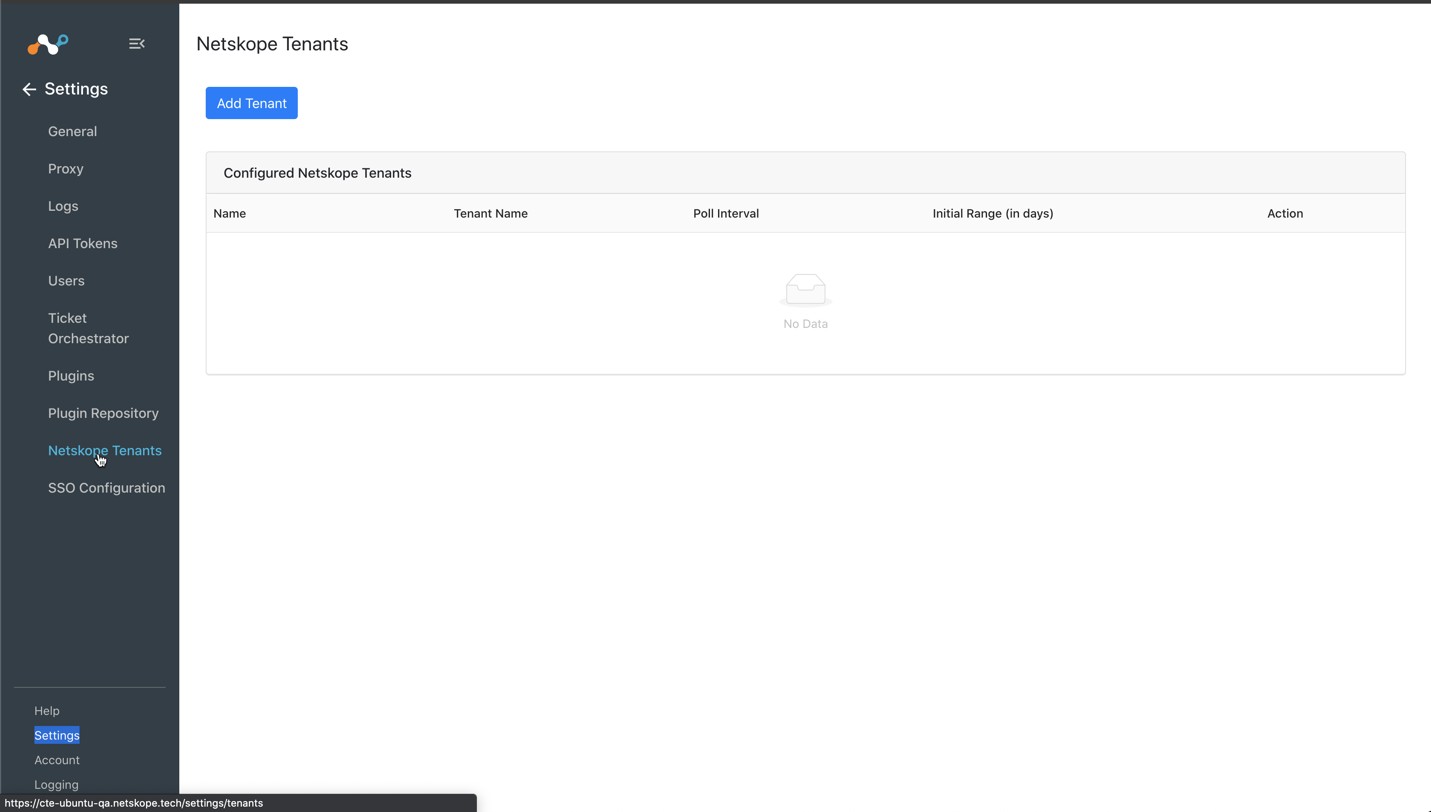 Netskope Tenants
Settings
General
Proxy
Logs
API Tokens
Users
Ticket
Orchestrator
Plugins
Plugin Repository
Netskope Tenants
SSO Configuration
Help
Settings
Account
Logging
Add Tenant
Configured Netskope Tenants
Name Tenant Name Poll Interval Initial Range (in days) Action
No Data
https://cte-ubuntu-qa.netskope.tech/settings/tenants